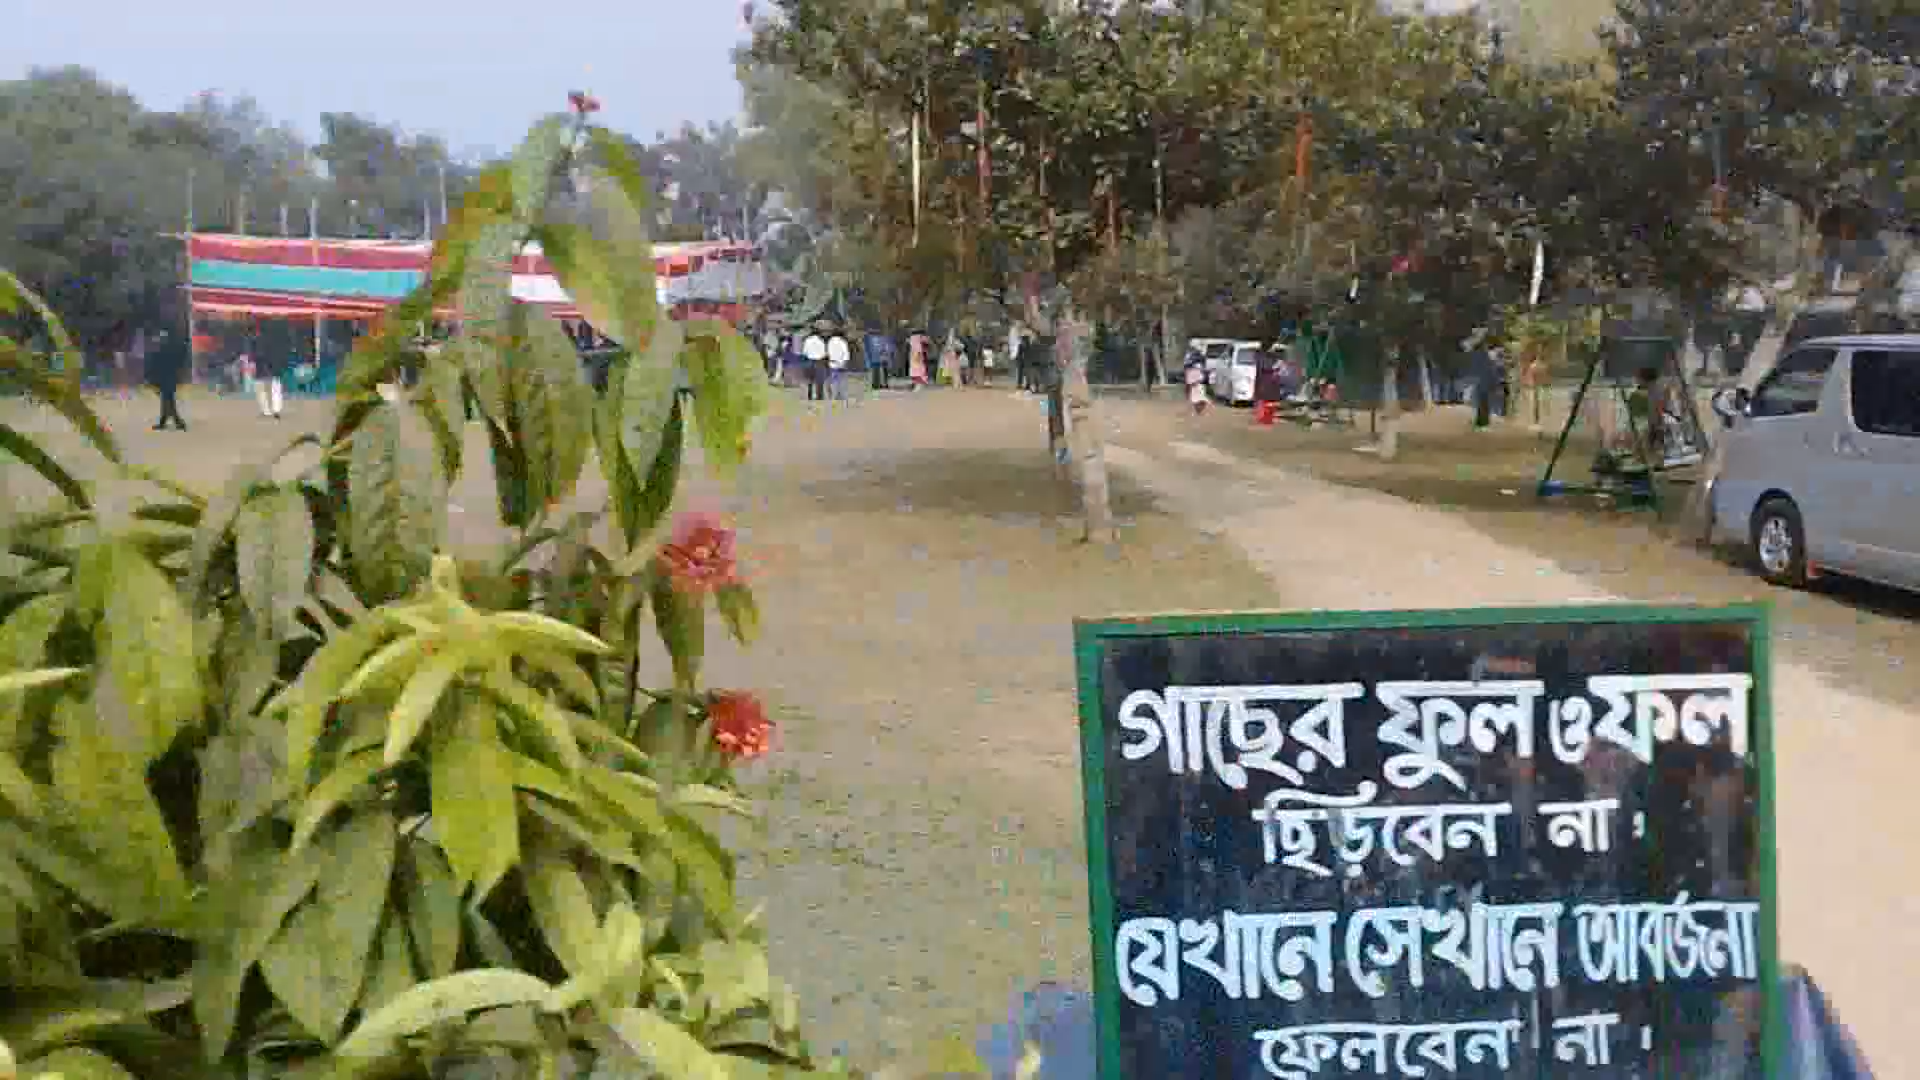 গাছের ফুল ও ফল
ছিড়বেন না।
যেখানে সেখানে আবর্জনা
ফেলবেন না।